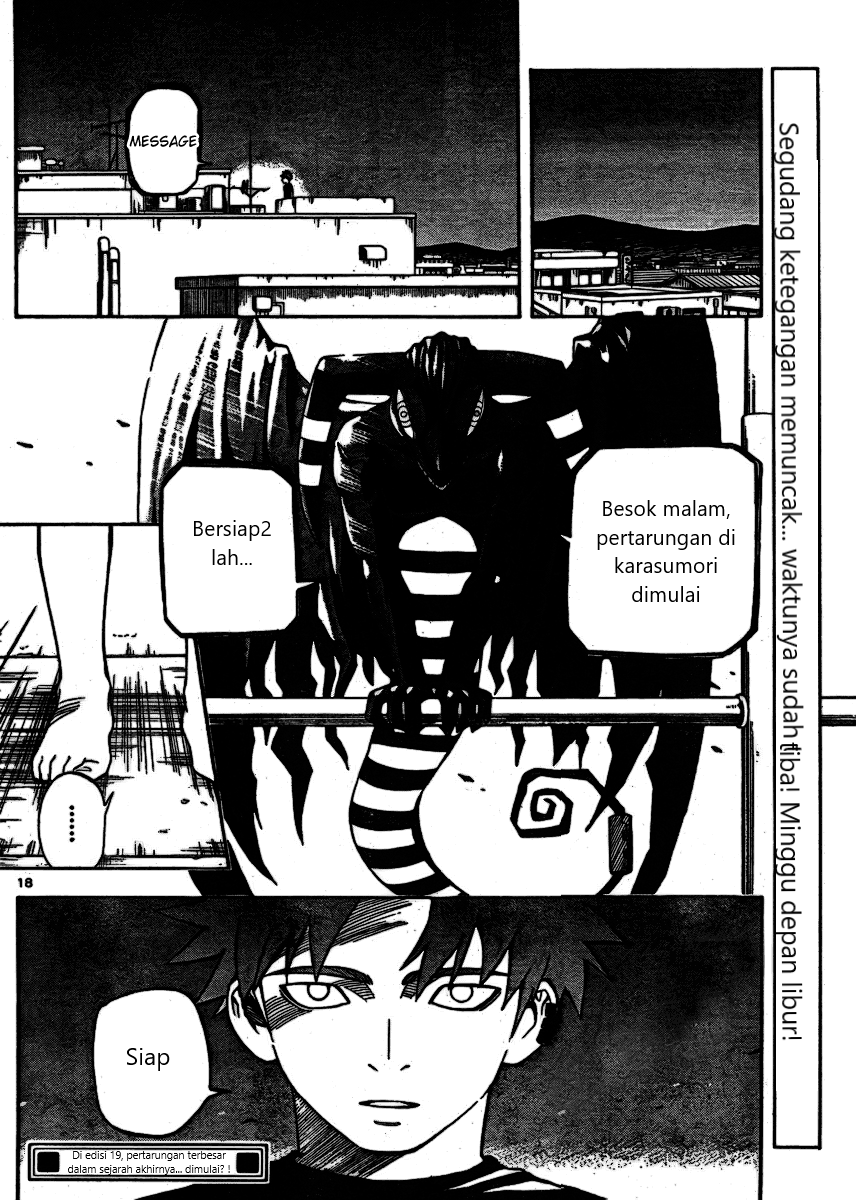 MESSAGE
Segudang ketegangan memuncak... waktunya sudah tiba! Minggu depan libur!
Besok malam,
pertarungan di
karasumori
dimulai
Bersiap2
lah...
......
18
Siap
Di edisi 19, pertarungan terbesar
dalam sejarah akhirnya... dimulai? !